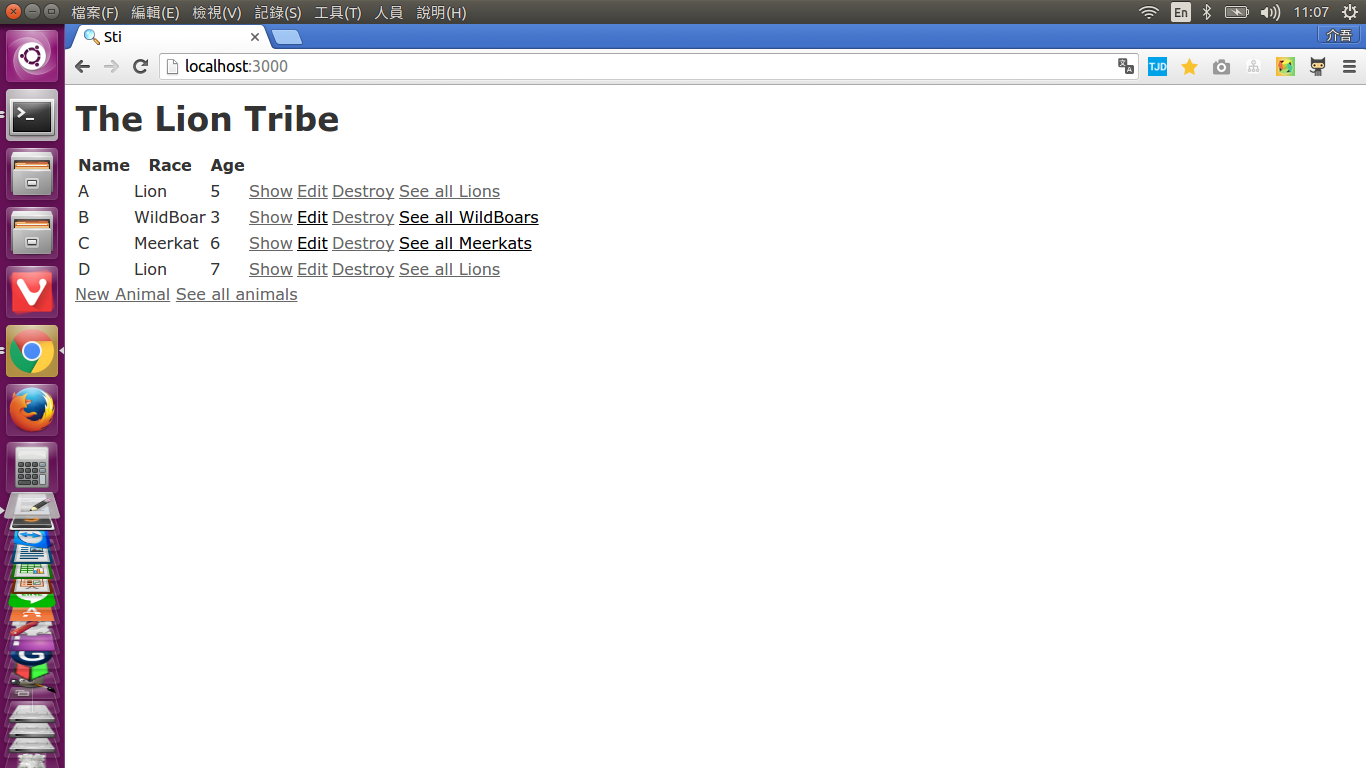 檔案(F) 編輯(E) 檢視(V) 記錄(S) 工具(T) 人員 說明(H) En 11:07
Sti 介吾
localhost:3000 TJD
The Lion Tribe
Name Race Age
A Lion 5 Show Edit Destroy See all Lions
B WildBoar 3 Show Edit Destroy See all WildBoars
C Meerkat 6 Show Edit Destroy See all Meerkats
D Lion 7 Show Edit Destroy See all Lions
New Animal See all animals